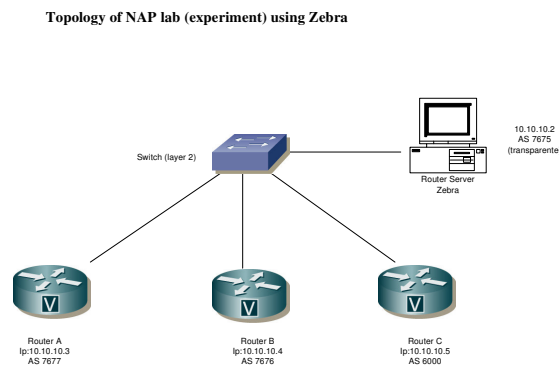 Topology of NAP lab (experiment) using Zebra
10.10.10.2
AS 7675
(transparente
Switch (layer 2)
Router Server
Zebra
V
V
V
Router A
Ip:10.10.10.3
AS 7677
Router B
Ip:10.10.10.4
AS 7676
Router C
Ip:10.10.10.5
AS 6000